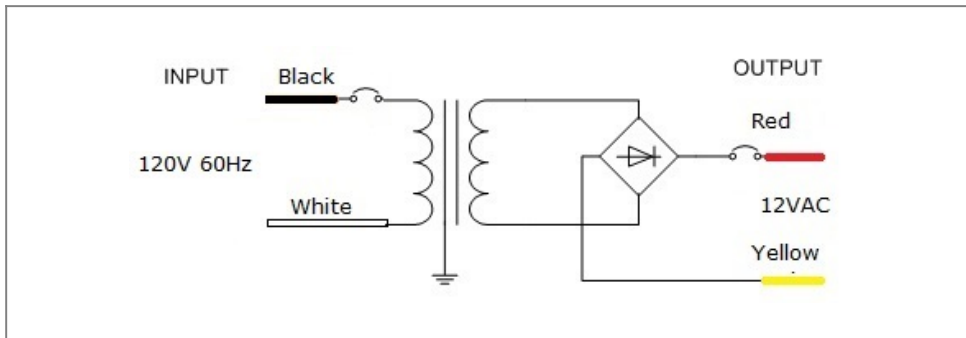 INPUT
Black
OUTPUT
Red
120V 60Hz
White
12VAC
Yellow